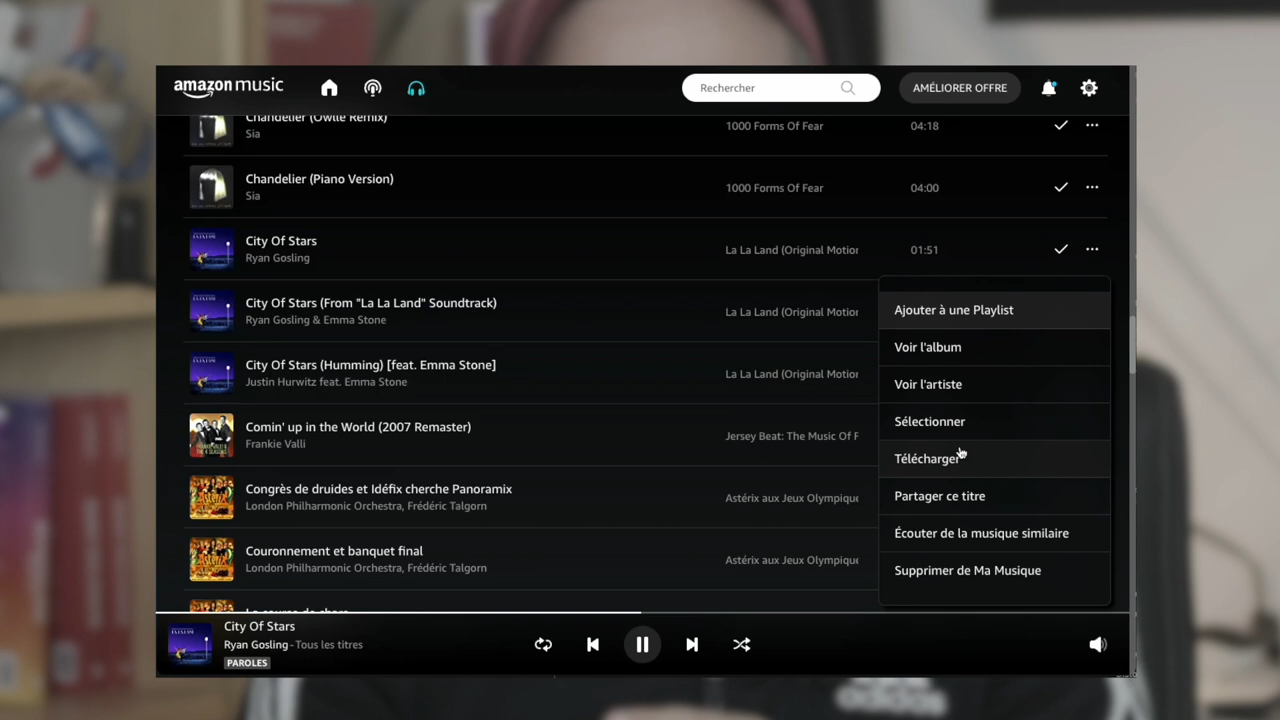 amazon music
Rechercher
AMÉLIORER OFFRE
Chandelier (Owlle Remix)
Sia
1000 Forms Of Fear
04:18
Chandelier (Piano Version)
Sia
1000 Forms Of Fear
04:00
City Of Stars
Ryan Gosling
La La Land (Original Motion
01:51
City Of Stars (From "La La Land" Soundtrack)
Ryan Gosling & Emma Stone
La La Land (Original Motion
City Of Stars (Humming) [feat. Emma Stone]
Justin Hurwitz feat. Emma Stone
La La Land (Original Motion
Comin' up in the World (2007 Remaster)
Frankie Valli
Jersey Beat: The Music Of F
Congrès de druides et Idéfix cherche Panoramix
London Philharmonic Orchestra, Frédéric Talgorn
Astérix aux Jeux Olympique
Couronnement et banquet final
London Philharmonic Orchestra, Frédéric Talgorn
Astérix aux Jeux Olympique
Ajouter à une Playlist
Voir l'album
Voir l'artiste
Sélectionner
Télécharger
Partager ce titre
Écouter de la musique similaire
Supprimer de Ma Musique
City Of Stars
Ryan Gosling - Tous les titres
PAROLES
adidas